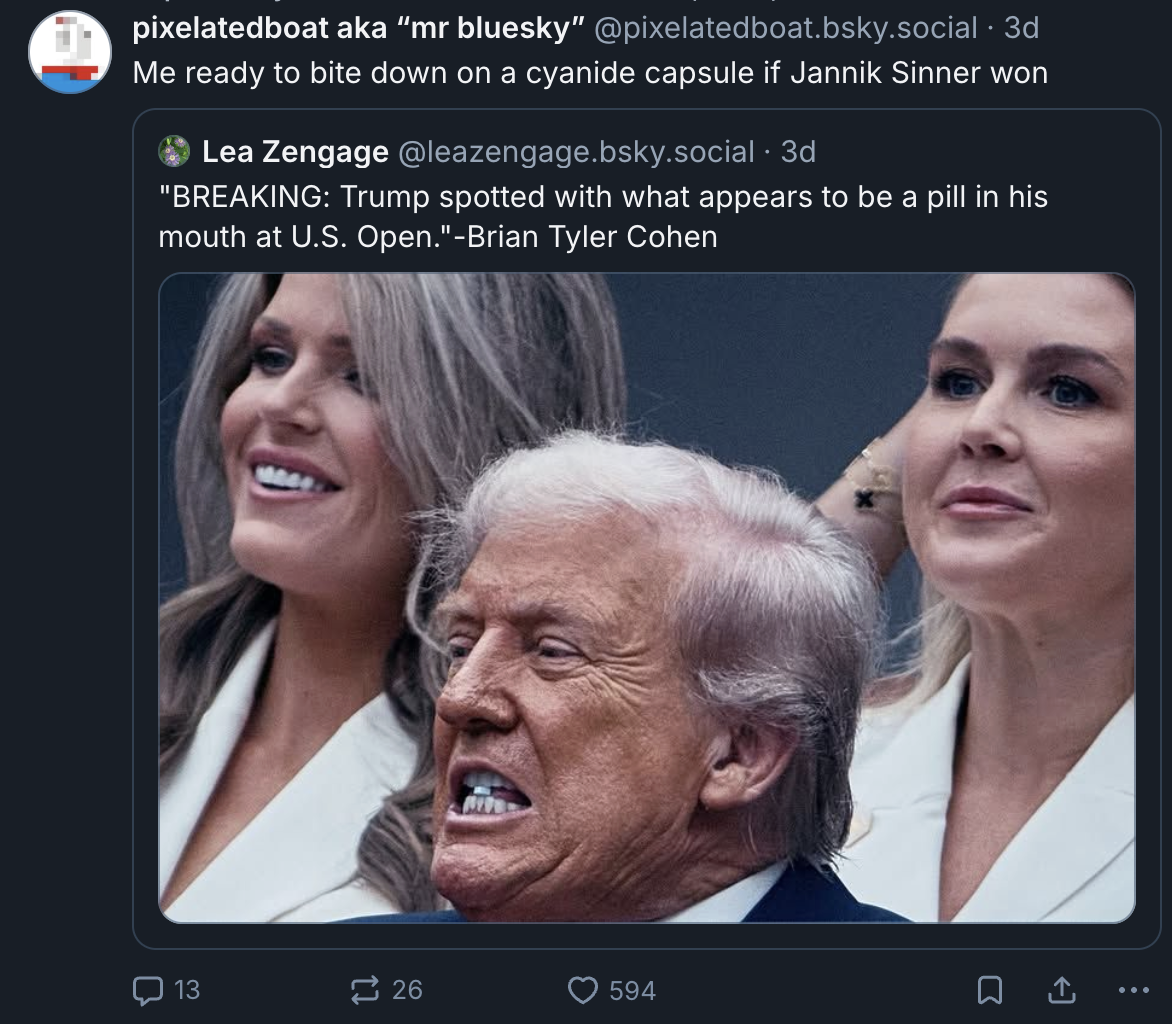 pixelatedboat aka “mr bluesky” @pixelatedboat.bsky.social · 3d
Me ready to bite down on a cyanide capsule if Jannik Sinner won
Lea Zengage @leazengage.bsky.social · 3d
"BREAKING: Trump spotted with what appears to be a pill in his
mouth at U.S. Open."-Brian Tyler Cohen
13 26 594